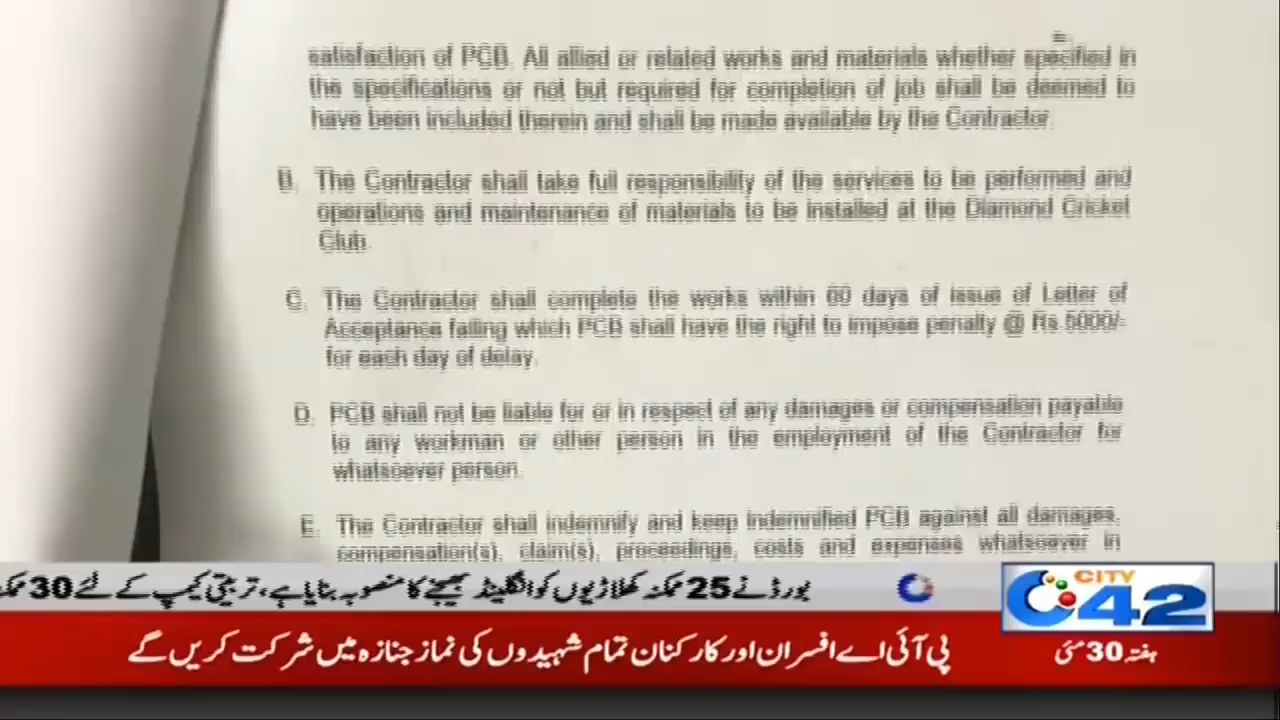 satisfaction of PCB. All allied or related works and materials whether specified in
the specifications or not but required for completion of job shall be deemed to
have been included therein and shall be made available by the Contractor.
B. The Contractor shall take full responsibility of the services to be performed and
operations and maintenance of materials to be installed at the Diamond Cricket
Club.
C. The Contractor shall complete the works within 60 days of issue of Letter of
Acceptance failing which PCB shall have the right to impose penalty @ Rs.5000/-
for each day of delay.
D. PCB shall not be liable for or in respect of any damages or compensation payable
to any workman or other person in the employment of the Contractor for
whatsoever person.
E. The Contractor shall indemnify and keep indemnified PCB against all damages,
compensation(s), claim(s), proceedings, costs and expenses whatsoever in
بورڈ نے 25 ممکنہ کھلاڑیوں کو انگلینڈ بھیجنے کا منصوبہ بنایا ہے، تربیتی کیمپ کے لئے 30
CITY
42
پی آئی اے افسران اور کارکنان تمام شہیدوں کی نماز جنازہ میں شرکت کریں گے
ہفتہ 30 مئی